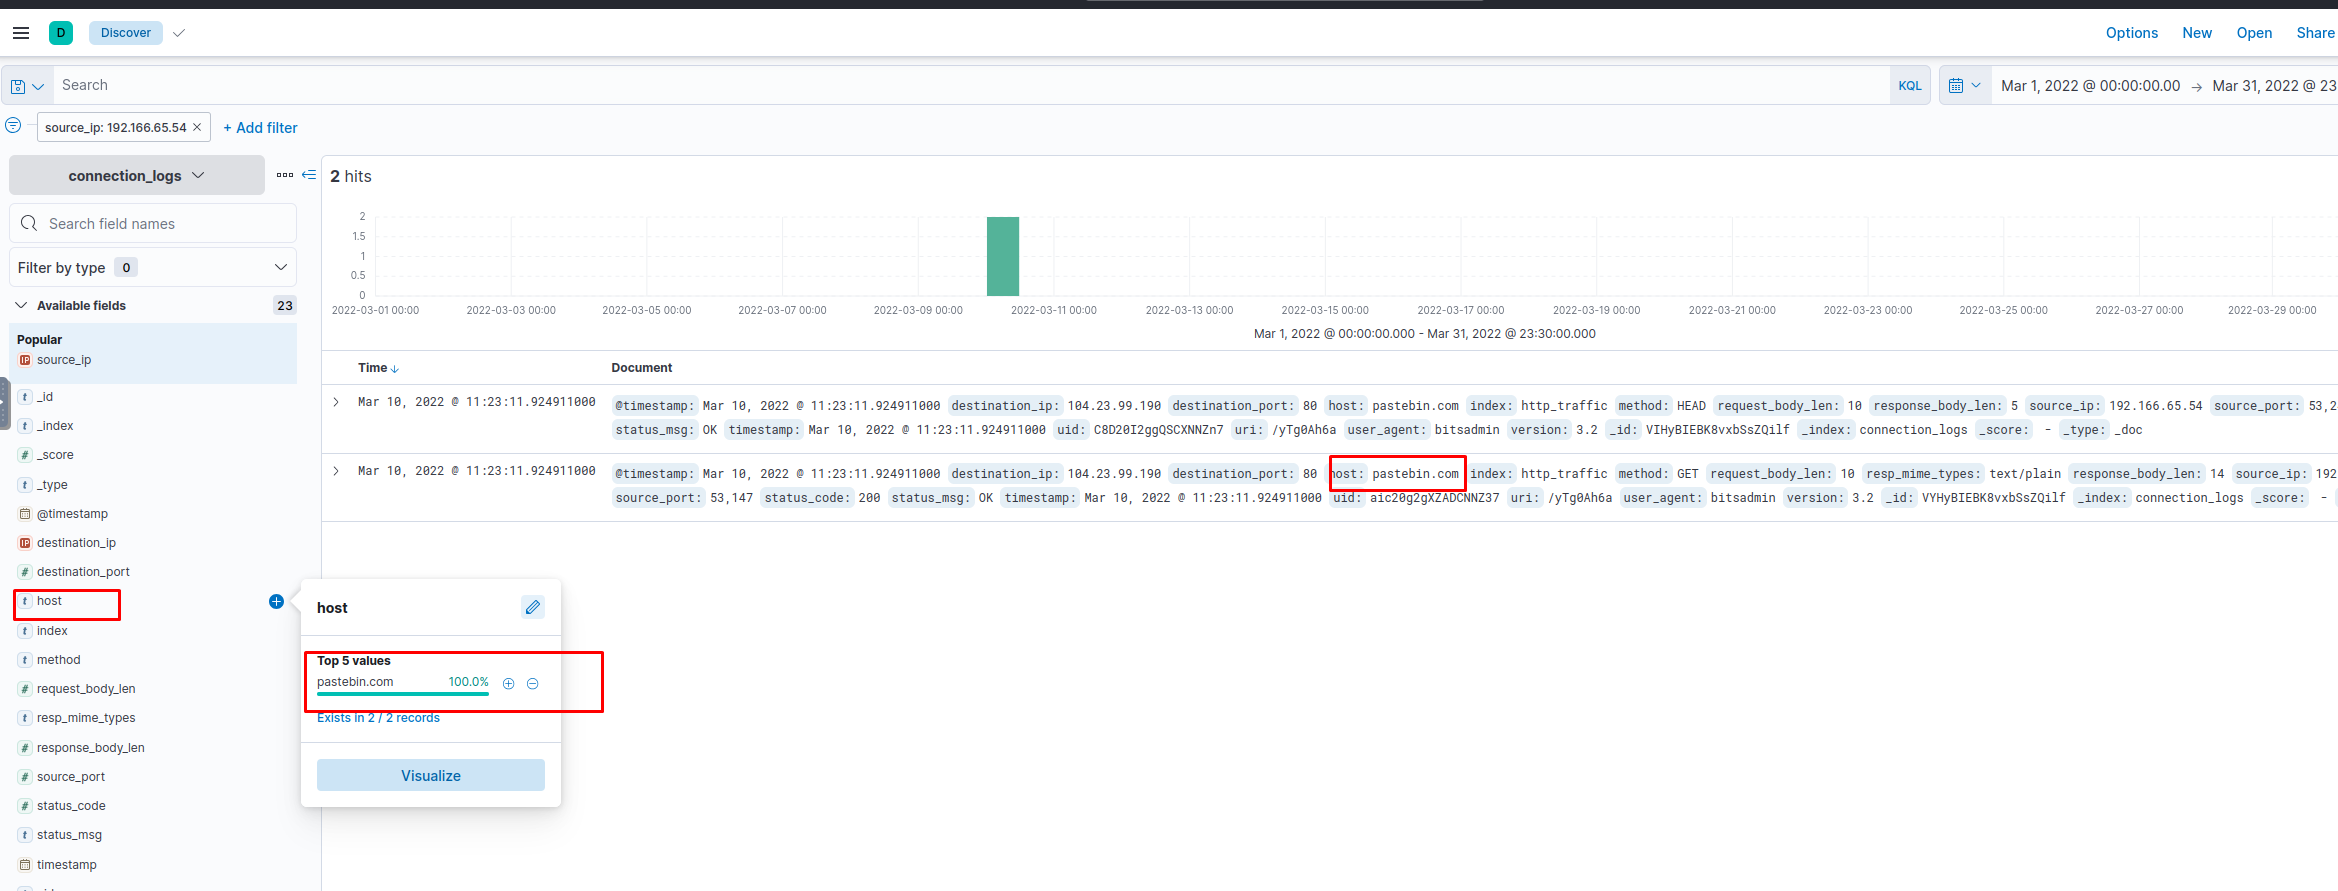 D Discover Options New Open Share
Search KQL Mar 1, 2022 @ 00:00:00.00 → Mar 31, 2022 @ 23
source_ip: 192.166.65.54 × + Add filter
connection_logs
2 hits
Search field names
Filter by type 0
Available fields 23
Popular
source_ip
_id
_index
_score
_type
@timestamp
destination_ip
destination_port
host
index
method
request_body_len
resp_mime_types
response_body_len
source_port
status_code
status_msg
timestamp
2
1.5
1
0.5
0
2022-03-01 00:00 2022-03-03 00:00 2022-03-05 00:00 2022-03-07 00:00 2022-03-09 00:00 2022-03-11 00:00 2022-03-13 00:00 2022-03-15 00:00 2022-03-17 00:00 2022-03-19 00:00 2022-03-21 00:00 2022-03-23 00:00 2022-03-25 00:00 2022-03-27 00:00 2022-03-29 00:00
Mar 1, 2022 @ 00:00:00.000 - Mar 31, 2022 @ 23:30:00.000
Time ↓ Document
Mar 10, 2022 @ 11:23:11.924911000 @timestamp: Mar 10, 2022 @ 11:23:11.924911000 destination_ip: 104.23.99.190 destination_port: 80 host: pastebin.com index: http_traffic method: HEAD request_body_len: 10 response_body_len: 5 source_ip: 192.166.65.54 source_port: 53,2
status_msg: OK timestamp: Mar 10, 2022 @ 11:23:11.924911000 uid: C8D20I2ggQSCXNNZn7 uri: /yTg0Ah6a user_agent: bitsadmin version: 3.2 _id: VIHyBIEBK8vxbSsZQilf _index: connection_logs _score: - _type: _doc
Mar 10, 2022 @ 11:23:11.924911000 @timestamp: Mar 10, 2022 @ 11:23:11.924911000 destination_ip: 104.23.99.190 destination_port: 80 host: pastebin.com index: http_traffic method: GET request_body_len: 10 resp_mime_types: text/plain response_body_len: 14 source_ip: 192
source_port: 53,147 status_code: 200 status_msg: OK timestamp: Mar 10, 2022 @ 11:23:11.924911000 uid: aic20g2gXZADCNNZ37 uri: /yTg0Ah6a user_agent: bitsadmin version: 3.2 _id: VYHyBIEBK8vxbSsZQilf _index: connection_logs _score: -
host
Top 5 values
pastebin.com 100.0%
Exists in 2 / 2 records
Visualize